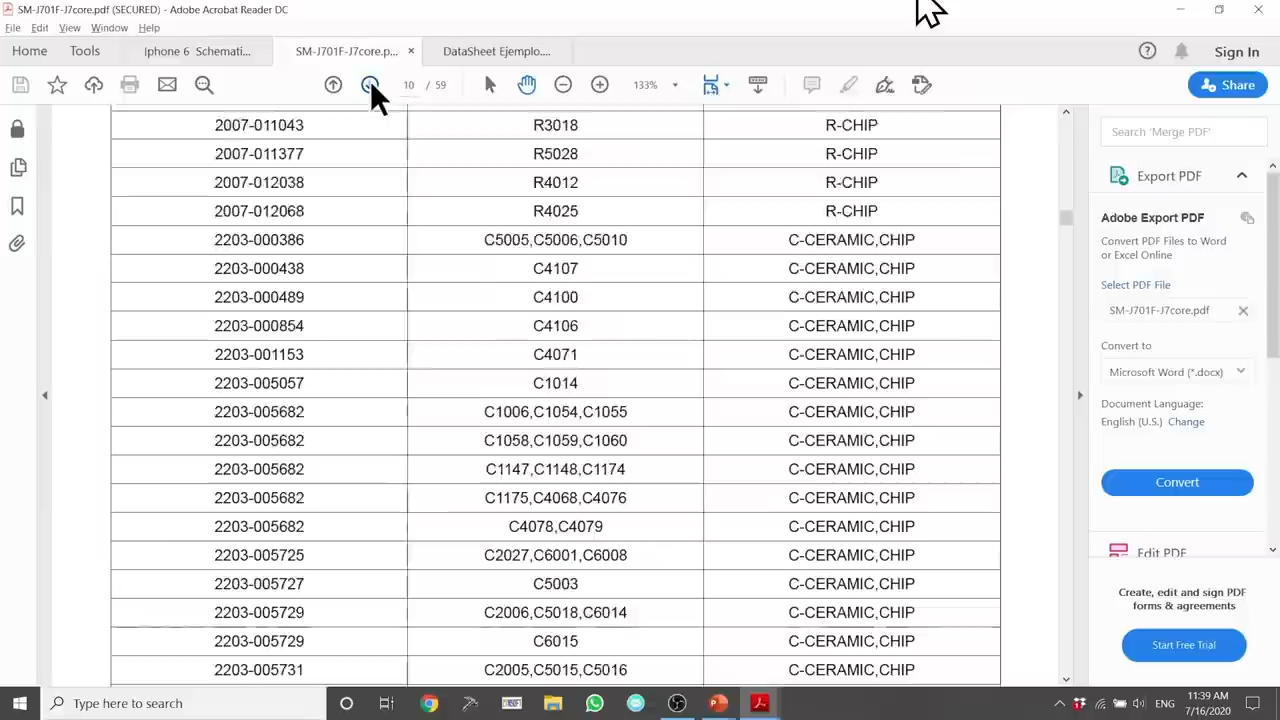 SM-J701F-J7core.pdf (SECURED) - Adobe Acrobat Reader DC
File Edit View Window Help
Home Tools Iphone 6 Schemati... SM-J701F-J7core.p... × DataSheet Ejemplo.... Sign In
10 / 59 133% Share
2007-011043 R3018 R-CHIP
2007-011377 R5028 R-CHIP
2007-012038 R4012 R-CHIP
2007-012068 R4025 R-CHIP
2203-000386 C5005,C5006,C5010 C-CERAMIC,CHIP
2203-000438 C4107 C-CERAMIC,CHIP
2203-000489 C4100 C-CERAMIC,CHIP
2203-000854 C4106 C-CERAMIC,CHIP
2203-001153 C4071 C-CERAMIC,CHIP
2203-005057 C1014 C-CERAMIC,CHIP
2203-005682 C1006,C1054,C1055 C-CERAMIC,CHIP
2203-005682 C1058,C1059,C1060 C-CERAMIC,CHIP
2203-005682 C1147,C1148,C1174 C-CERAMIC,CHIP
2203-005682 C1175,C4068,C4076 C-CERAMIC,CHIP
2203-005682 C4078,C4079 C-CERAMIC,CHIP
2203-005725 C2027,C6001,C6008 C-CERAMIC,CHIP
2203-005727 C5003 C-CERAMIC,CHIP
2203-005729 C2006,C5018,C6014 C-CERAMIC,CHIP
2203-005729 C6015 C-CERAMIC,CHIP
2203-005731 C2005,C5015,C5016 C-CERAMIC,CHIP
Search 'Merge PDF'
Export PDF
Adobe Export PDF
Convert PDF Files to Word
or Excel Online
Select PDF File
SM-J701F-J7core.pdf
Convert to
Microsoft Word (*.docx)
Document Language:
English (U.S.) Change
Convert
Edit PDF
Create, edit and sign PDF
forms & agreements
Start Free Trial
Type here to search
ENG
11:39 AM
7/16/2020